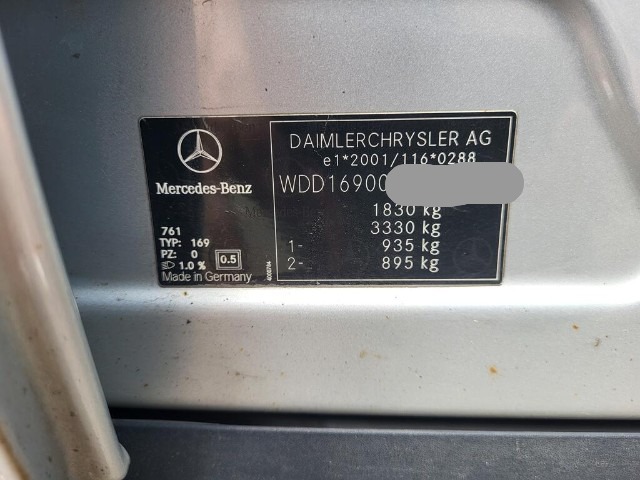 DAIMLERCHRYSLER AG
e1*2001/116*0288
WDD16900
1830 kg
3330 kg
1- 935 kg
2- 895 kg
Mercedes-Benz
761
TYP: 169
PZ: 0
1.0 %
0.5
Made in Germany